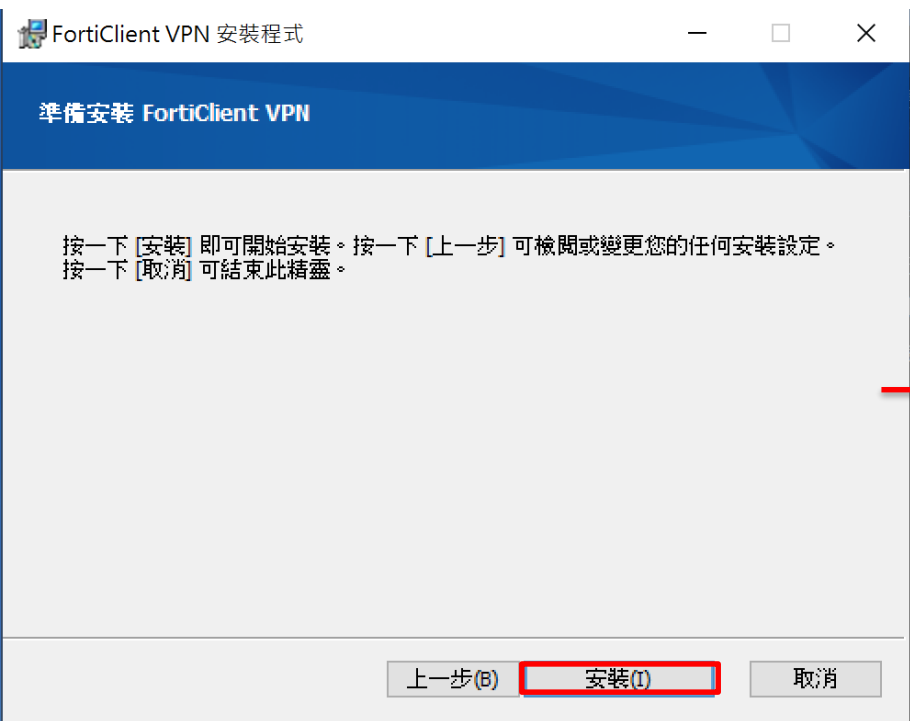 FortiClient VPN 安裝程式
準備安裝 FortiClient VPN
按一下 [安裝] 即可開始安裝。按一下 [上一步] 可檢閱或變更您的任何安裝設定。
按一下 [取消] 可結束此精靈。
上一步(B) 安裝(I) 取消